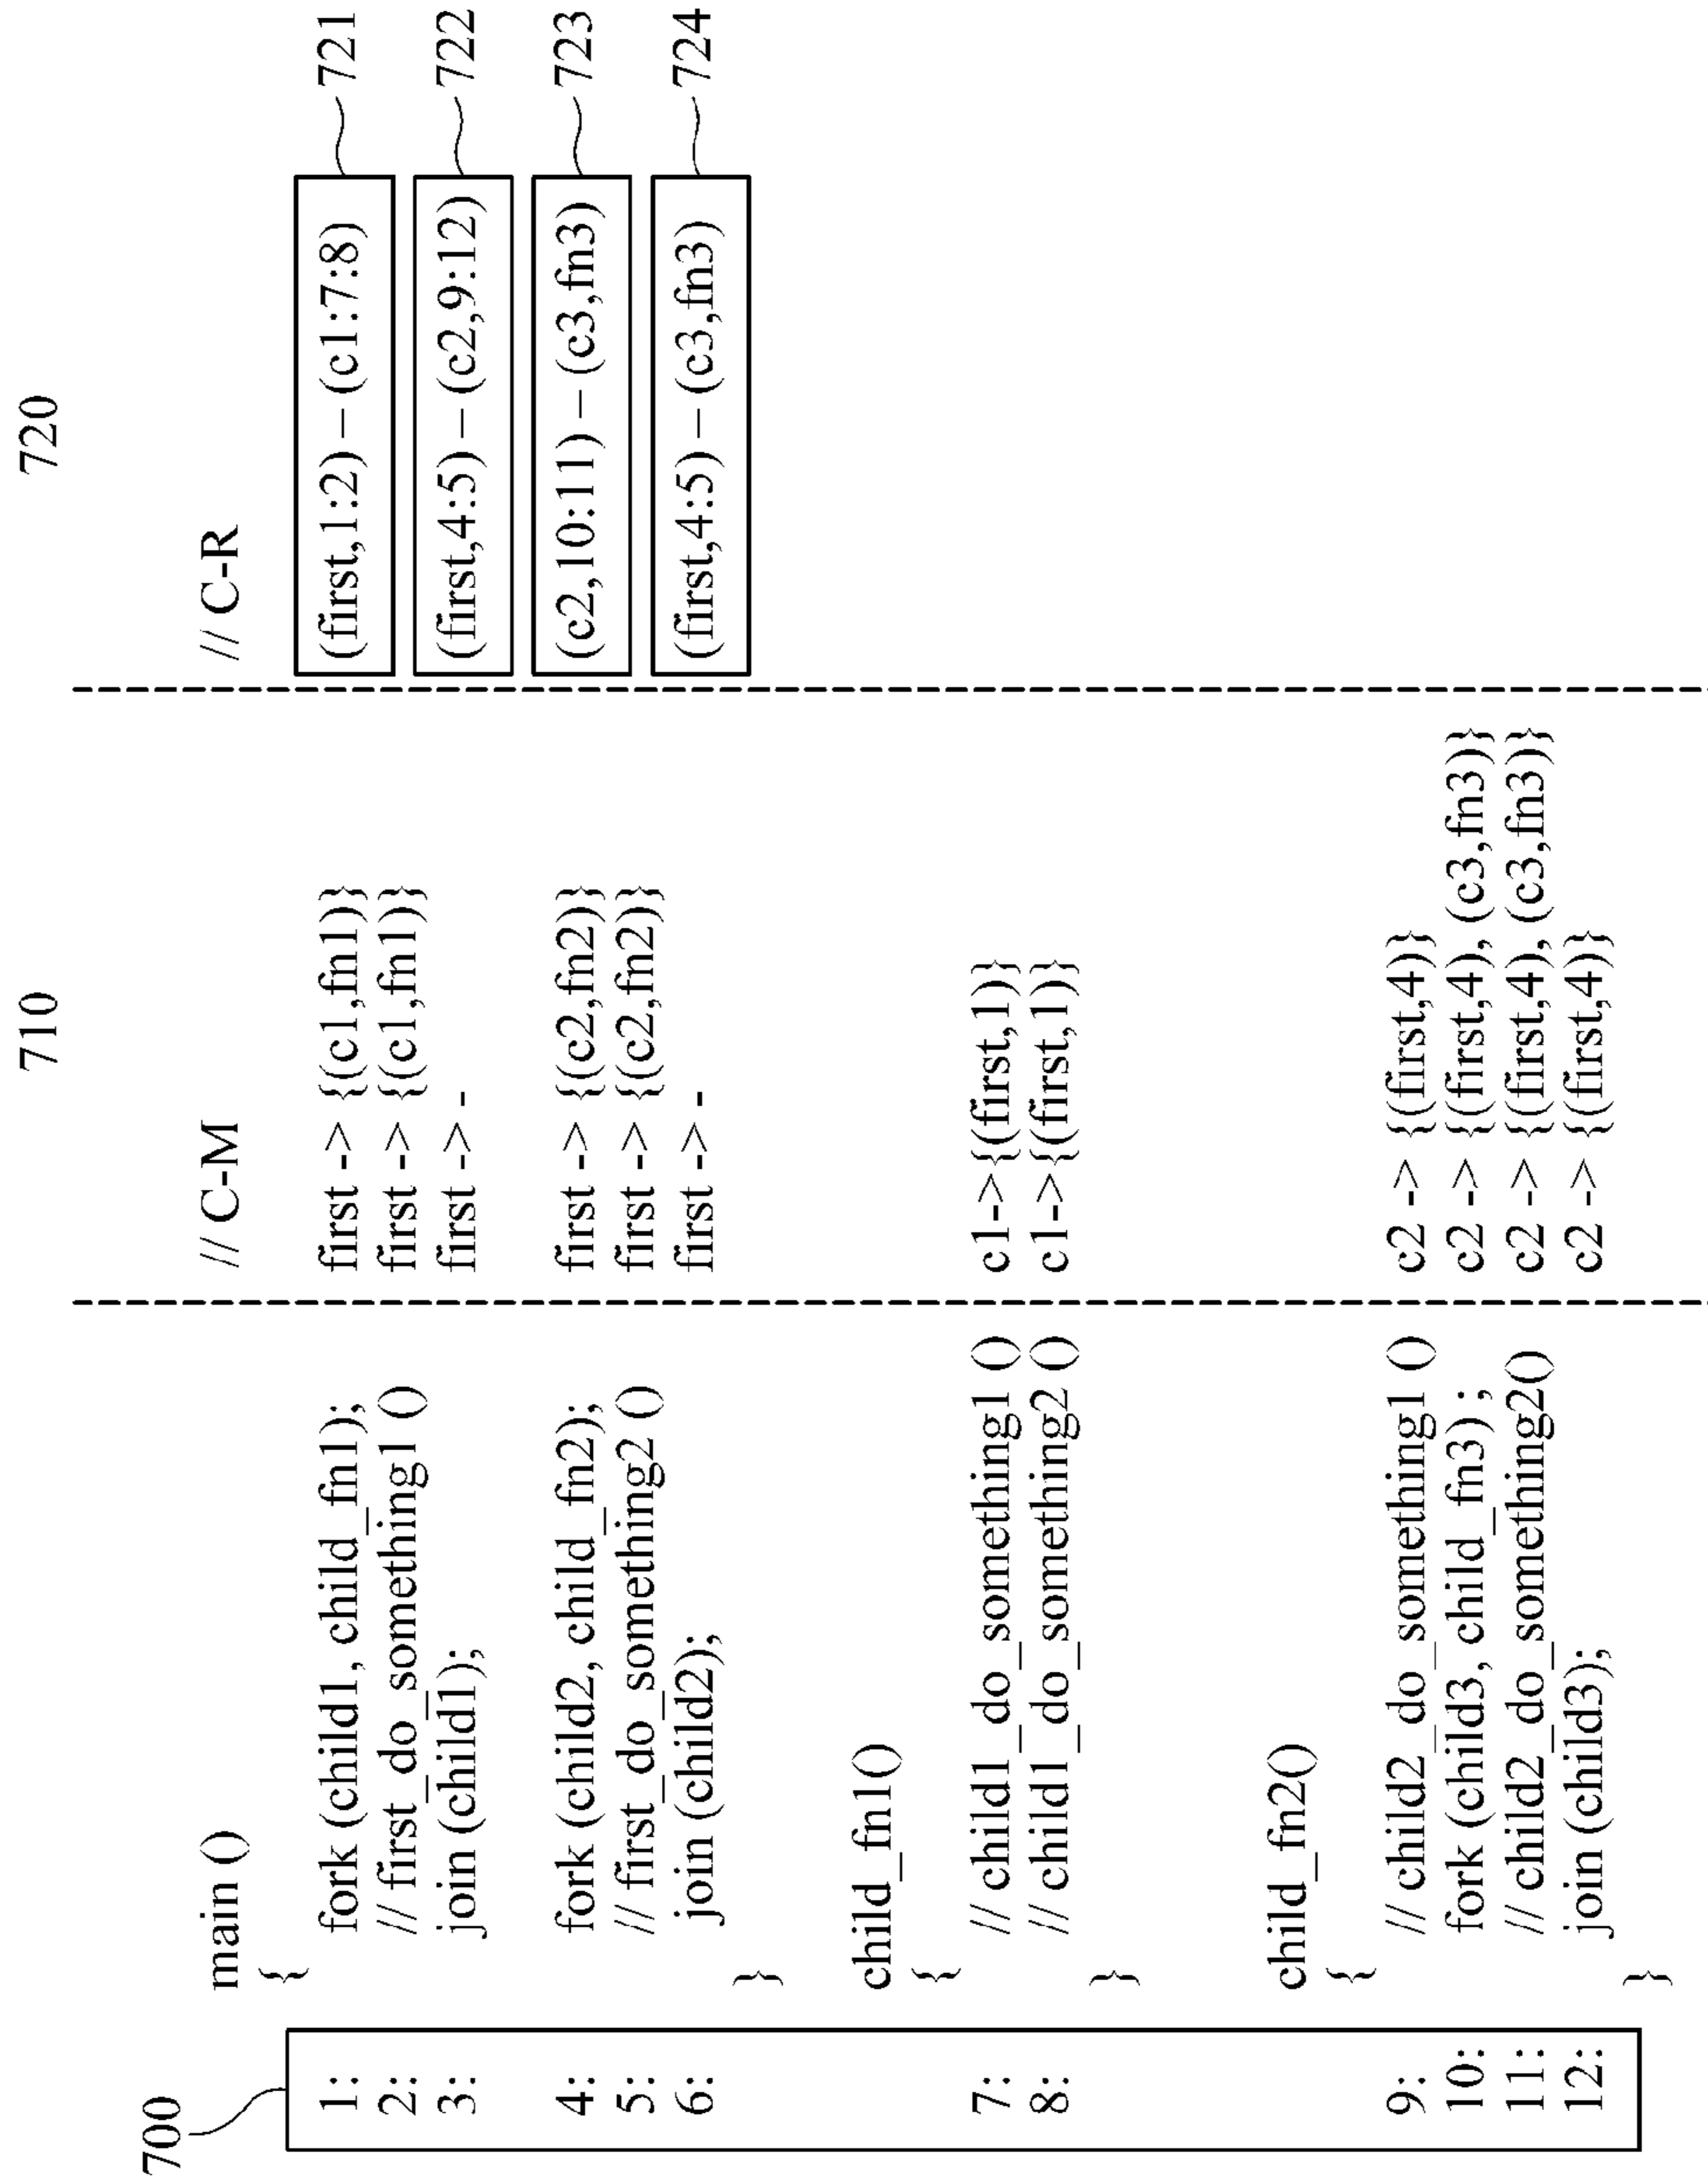 700
710
720
main ()
// C-M
// C-R
{
1: fork (child1, child_fn1); first -> {(c1,fn1)} (first,1:2) – (c1:7:8) 721
2: // first_do_something1 () first -> {(c1,fn1)} (first,4:5) – (c2,9:12) 722
3: join (child1); first -> - (c2,10:11) – (c3,fn3) 723
4: fork (child2, child_fn2); first -> {(c2,fn2)} (first,4:5) – (c3,fn3) 724
5: // first_do_something2 () first -> {(c2,fn2)}
6: join (child2); first -> -
}
child_fn1()
{
7: // child1_do_something1 () c1->{(first,1)}
8: // child1_do_something2 () c1->{(first,1)}
}
child_fn2()
{
9: // child2_do_something1 () c2 -> {(first,4)}
10: fork (child3, child_fn3) ; c2 -> {(first,4), (c3,fn3)}
11: // child2_do_something2() c2 -> {(first,4), (c3,fn3)}
12: join (child3); c2 -> {(first,4)}
}